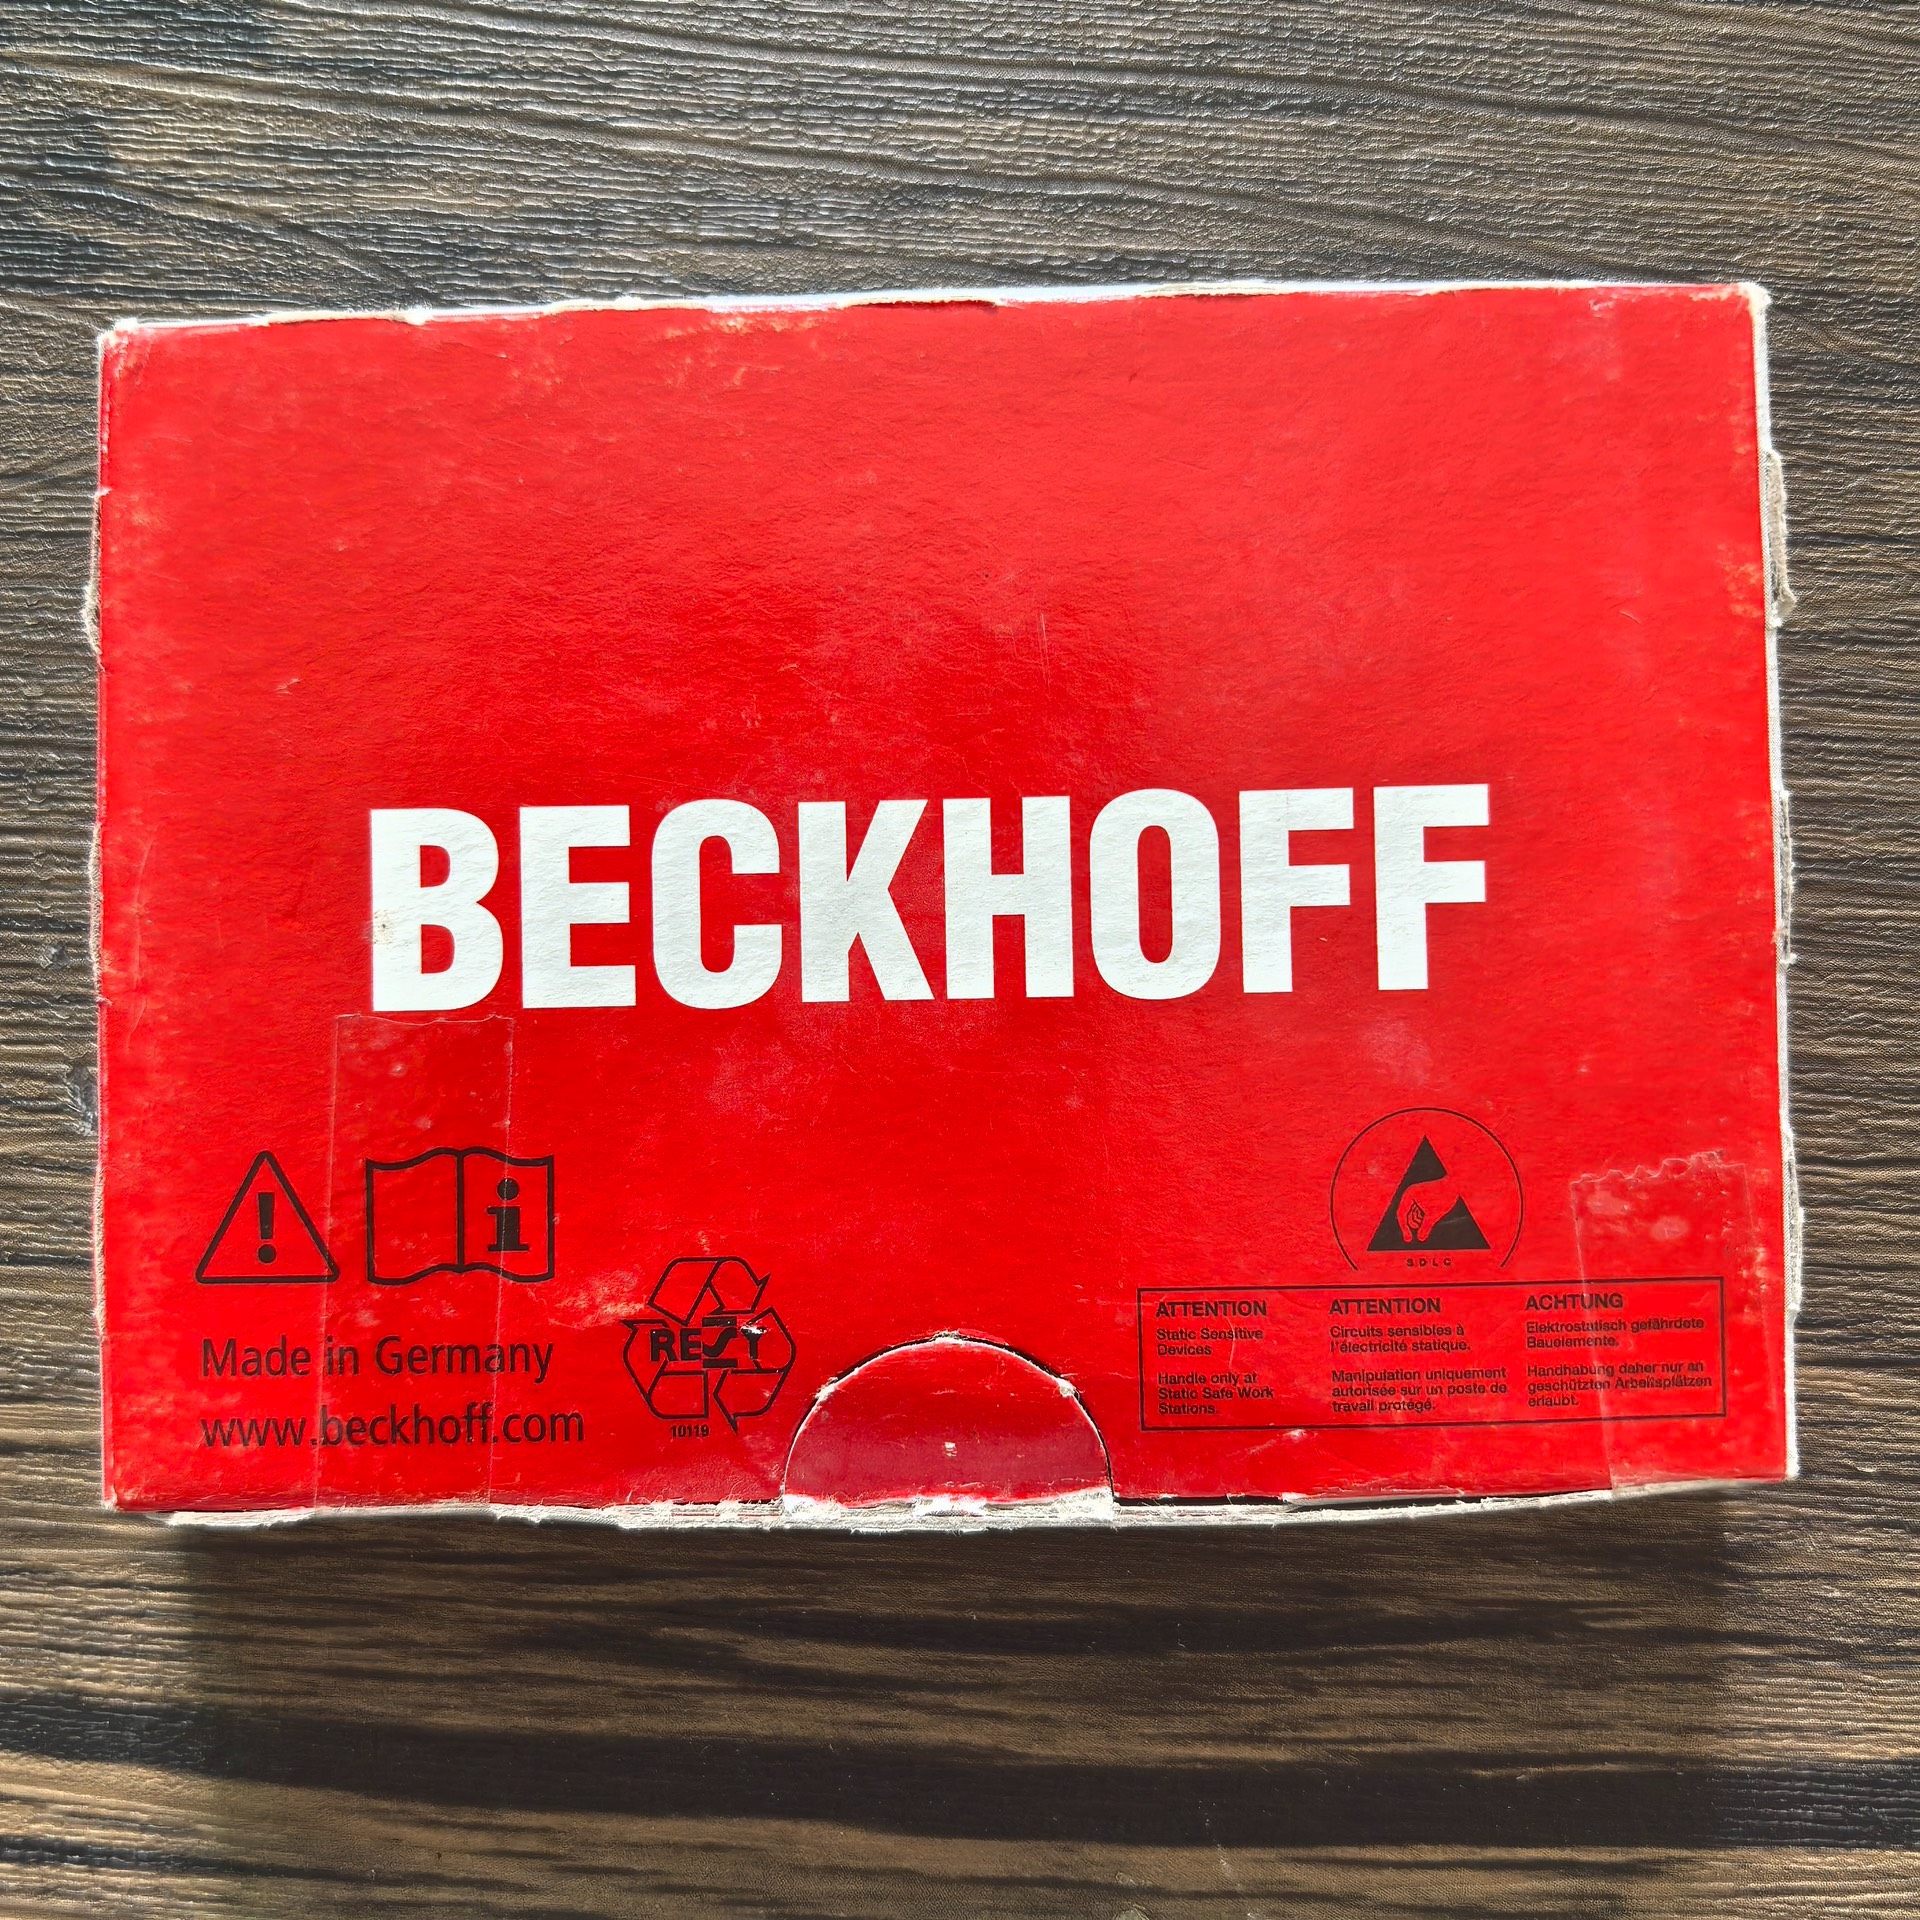 BECKHOFF
i
Made in Germany
www.beckhoff.com
RESY
10119
SDLC
ATTENTION
Static Sensitive
Devices
Handle only at
Static Safe Work
Stations
ATTENTION
Circuits sensibles à
l'électricité statique.
Manipulation uniquement
autorisée sur un poste de
travail protégé.
ACHTUNG
Elektrostatisch gefährdete
Bauelemente.
Handhabung daher nur an
geschützten Arbeitsplätzen
erlaubt.